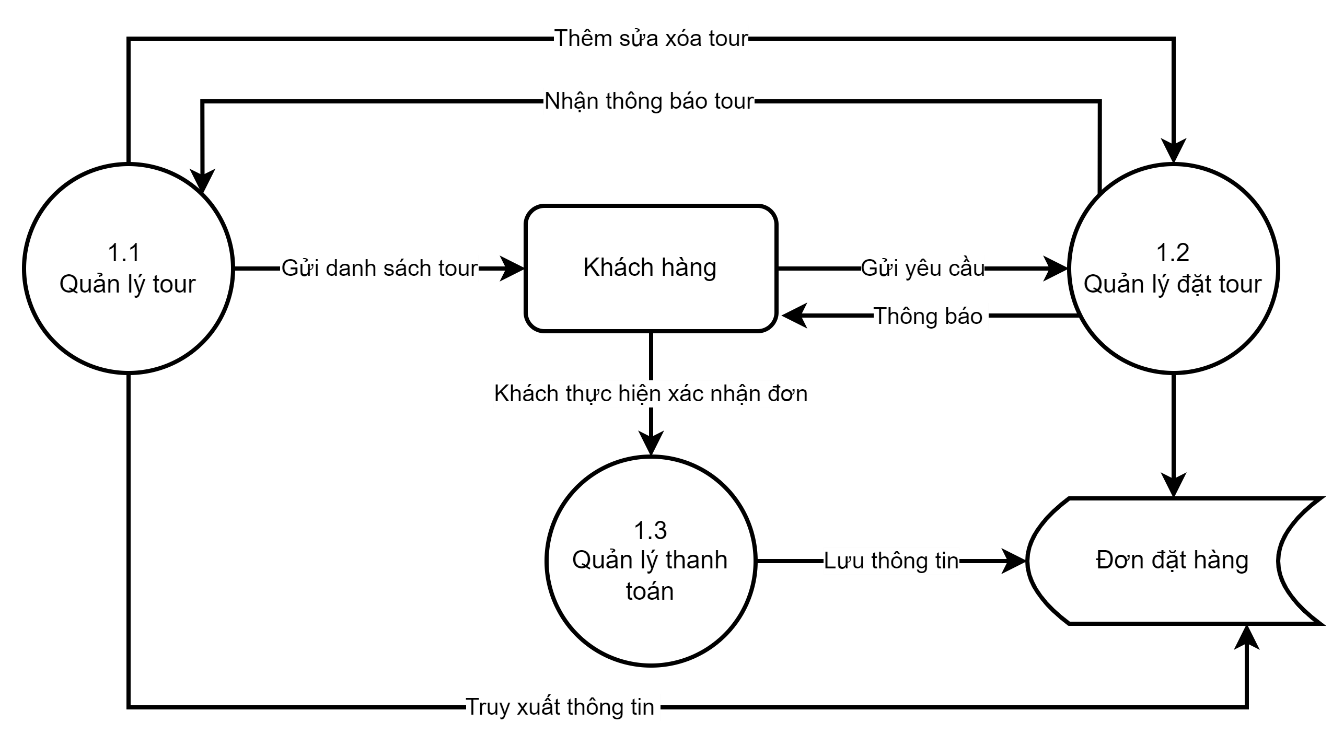 Thêm sửa xóa tour
Nhận thông báo tour
1.1
Quản lý tour
Gửi danh sách tour
Khách hàng
Gửi yêu cầu
Thông báo
1.2
Quản lý đặt tour
Khách thực hiện xác nhận đơn
1.3
Quản lý thanh
toán
Lưu thông tin
Đơn đặt hàng
Truy xuất thông tin